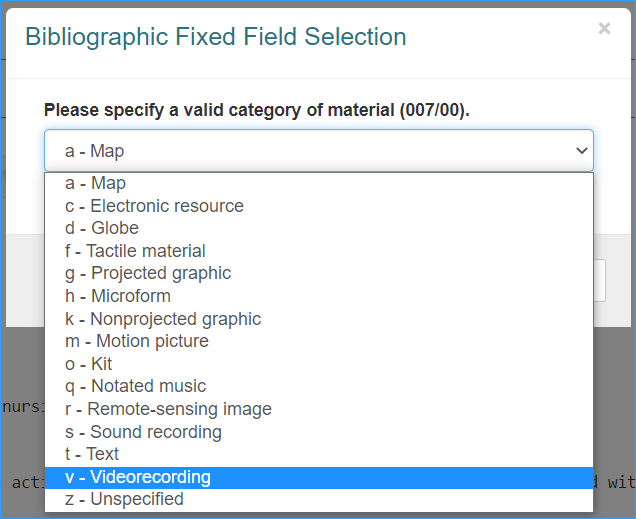 Bibliographic Fixed Field Selection
×
Please specify a valid category of material (007/00).
a - Map
a - Map
c - Electronic resource
d - Globe
f - Tactile material
g - Projected graphic
h - Microform
k - Nonprojected graphic
m - Motion picture
o - Kit
q - Notated music
r - Remote-sensing image
s - Sound recording
t - Text
v - Videorecording
z - Unspecified
nurs
acti
d wit